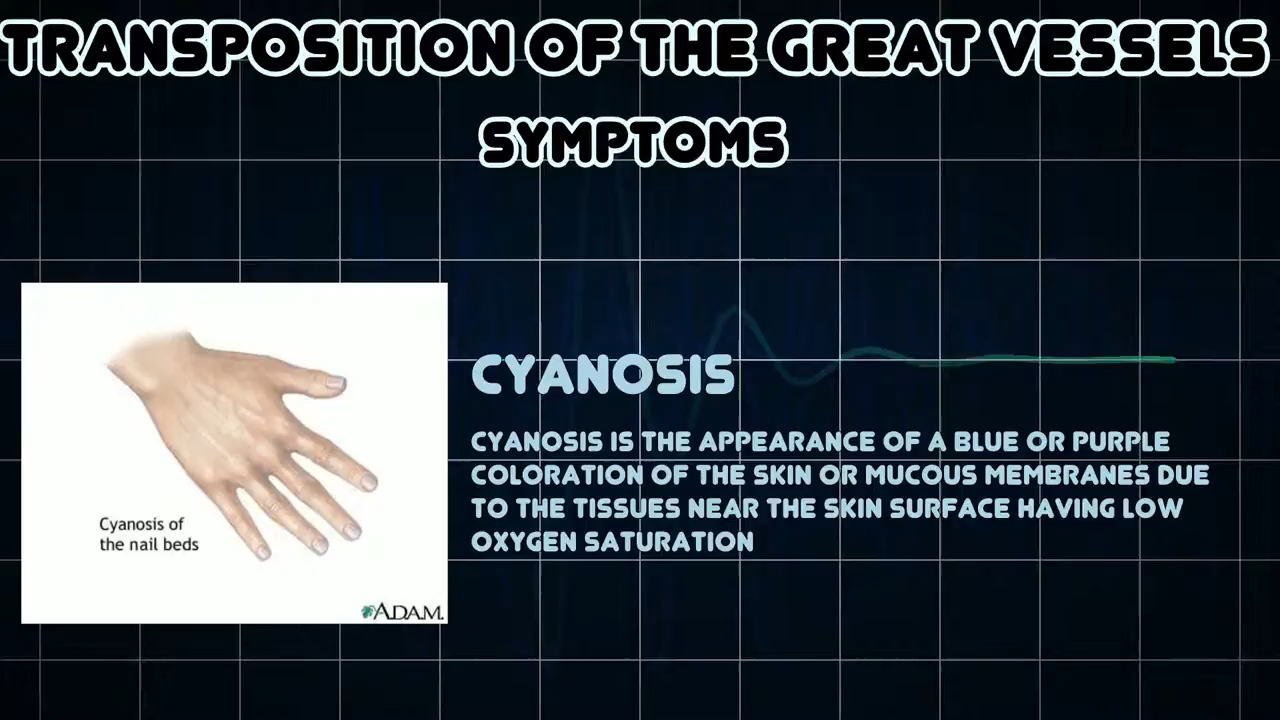 TRANSPOSITION OF THE GREAT VESSELS
SYMPTOMS
CYANOSIS
CYANOSIS IS THE APPEARANCE OF A BLUE OR PURPLE
COLORATION OF THE SKIN OR MUCOUS MEMBRANES DUE
TO THE TISSUES NEAR THE SKIN SURFACE HAVING LOW
OXYGEN SATURATION
Cyanosis of
the nail beds
ADAM.